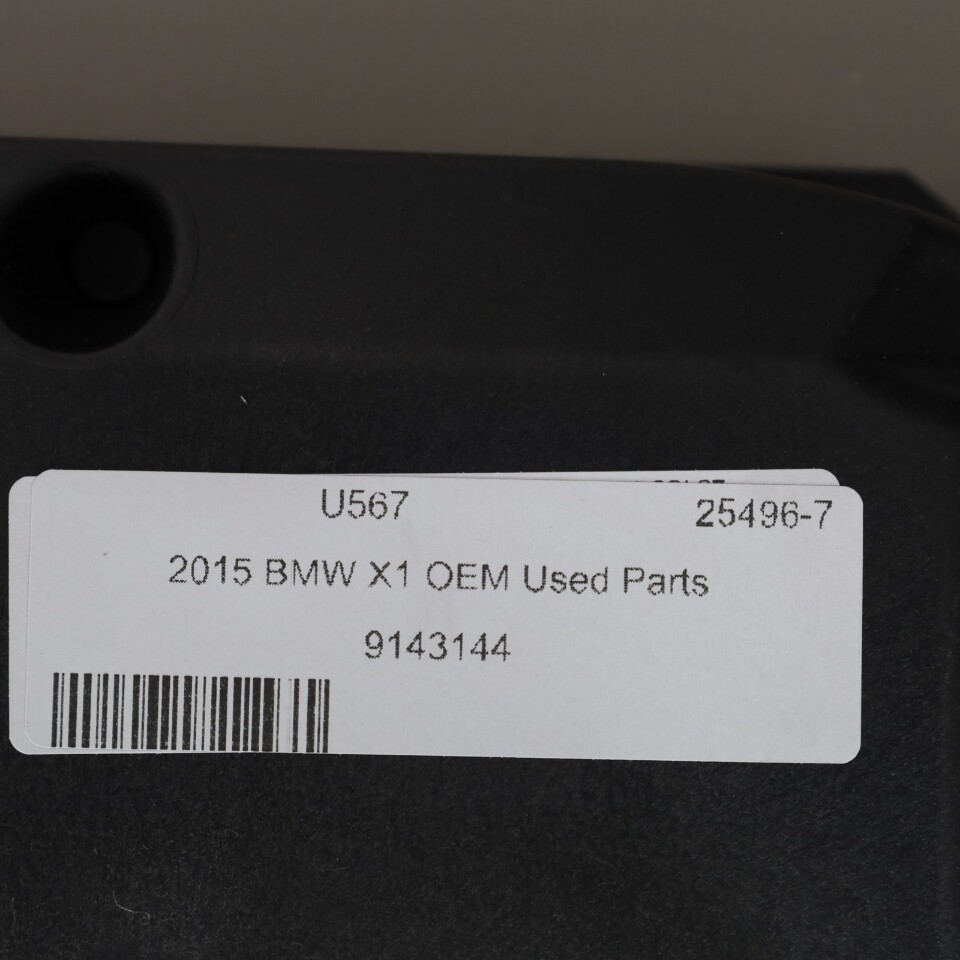 U567 25496-7
2015 BMW X1 OEM Used Parts
9143144